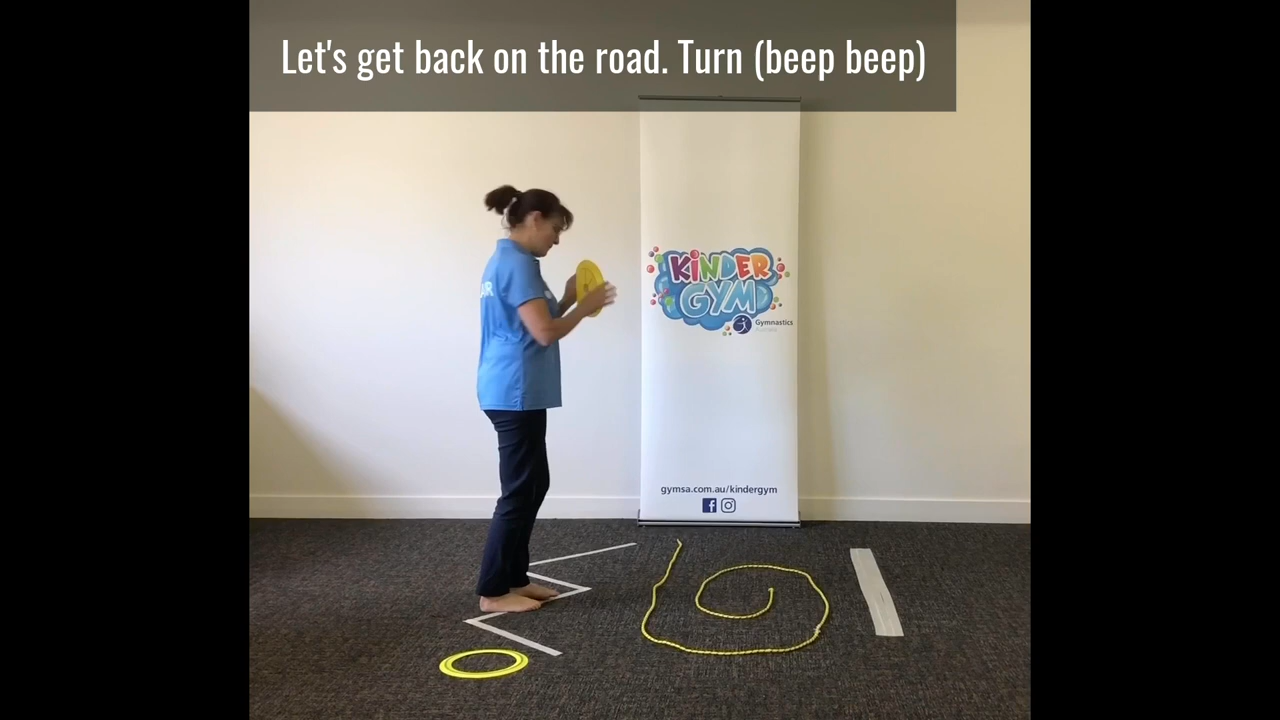 Let's get back on the road. Turn (beep beep)
KiNDER
GYM
Gymnastics
gymsa.com.au/kindergym